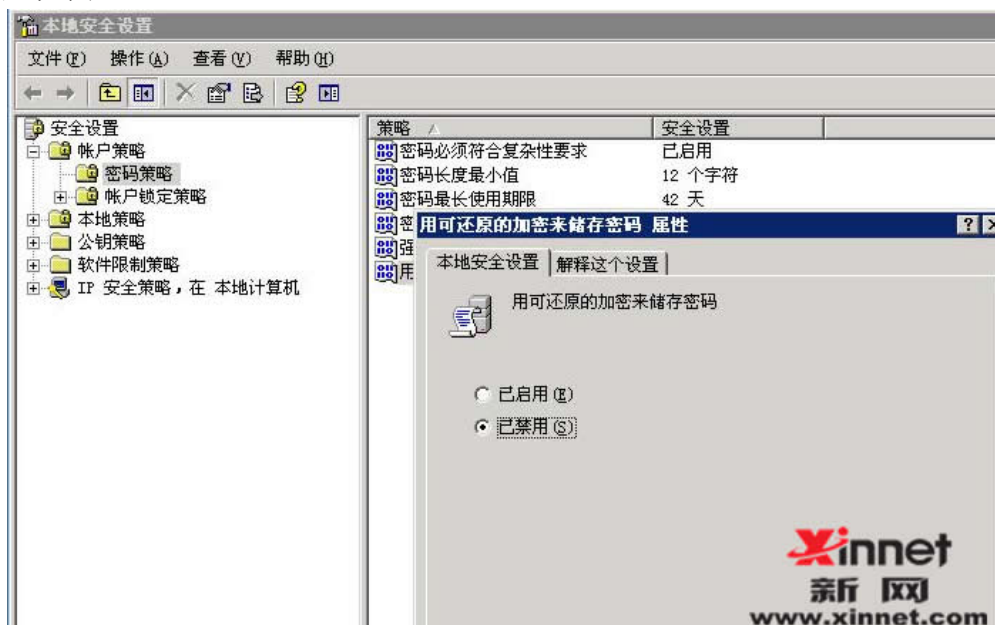 本地安全设置
文件(F) 操作(A) 查看(V) 帮助(H)
安全设置
帐户策略
密码策略
帐户锁定策略
本地策略
公钥策略
软件限制策略
IP 安全策略，在 本地计算机
策略 安全设置
密码必须符合复杂性要求 已启用
密码长度最小值 12 个字符
密码最长使用期限 42 天
密
强
用
用可还原的加密来储存密码 属性
本地安全设置 解释这个设置
用可还原的加密来储存密码
已启用(E)
已禁用(S)
Xinnet
新 网
www.xinnet.com